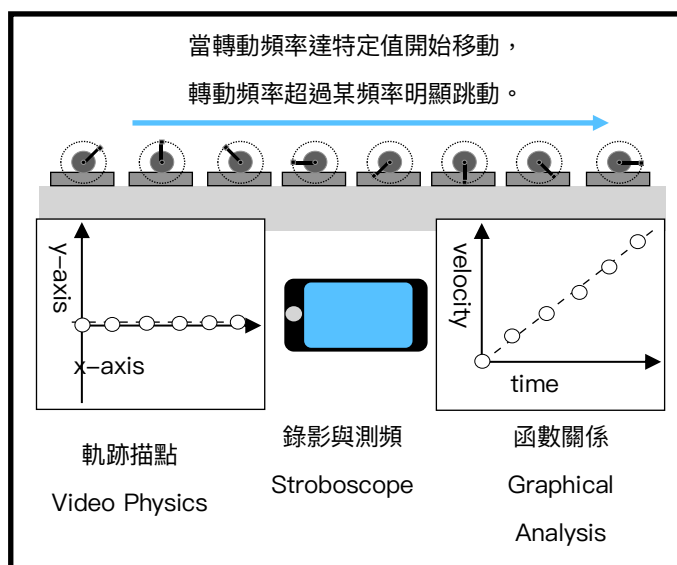 當轉動頻率達特定值開始移動，
轉動頻率超過某頻率明顯跳動。
y-axis
x-axis
velocity
time
軌跡描點
Video Physics
錄影與測頻
Stroboscope
函數關係
Graphical
Analysis